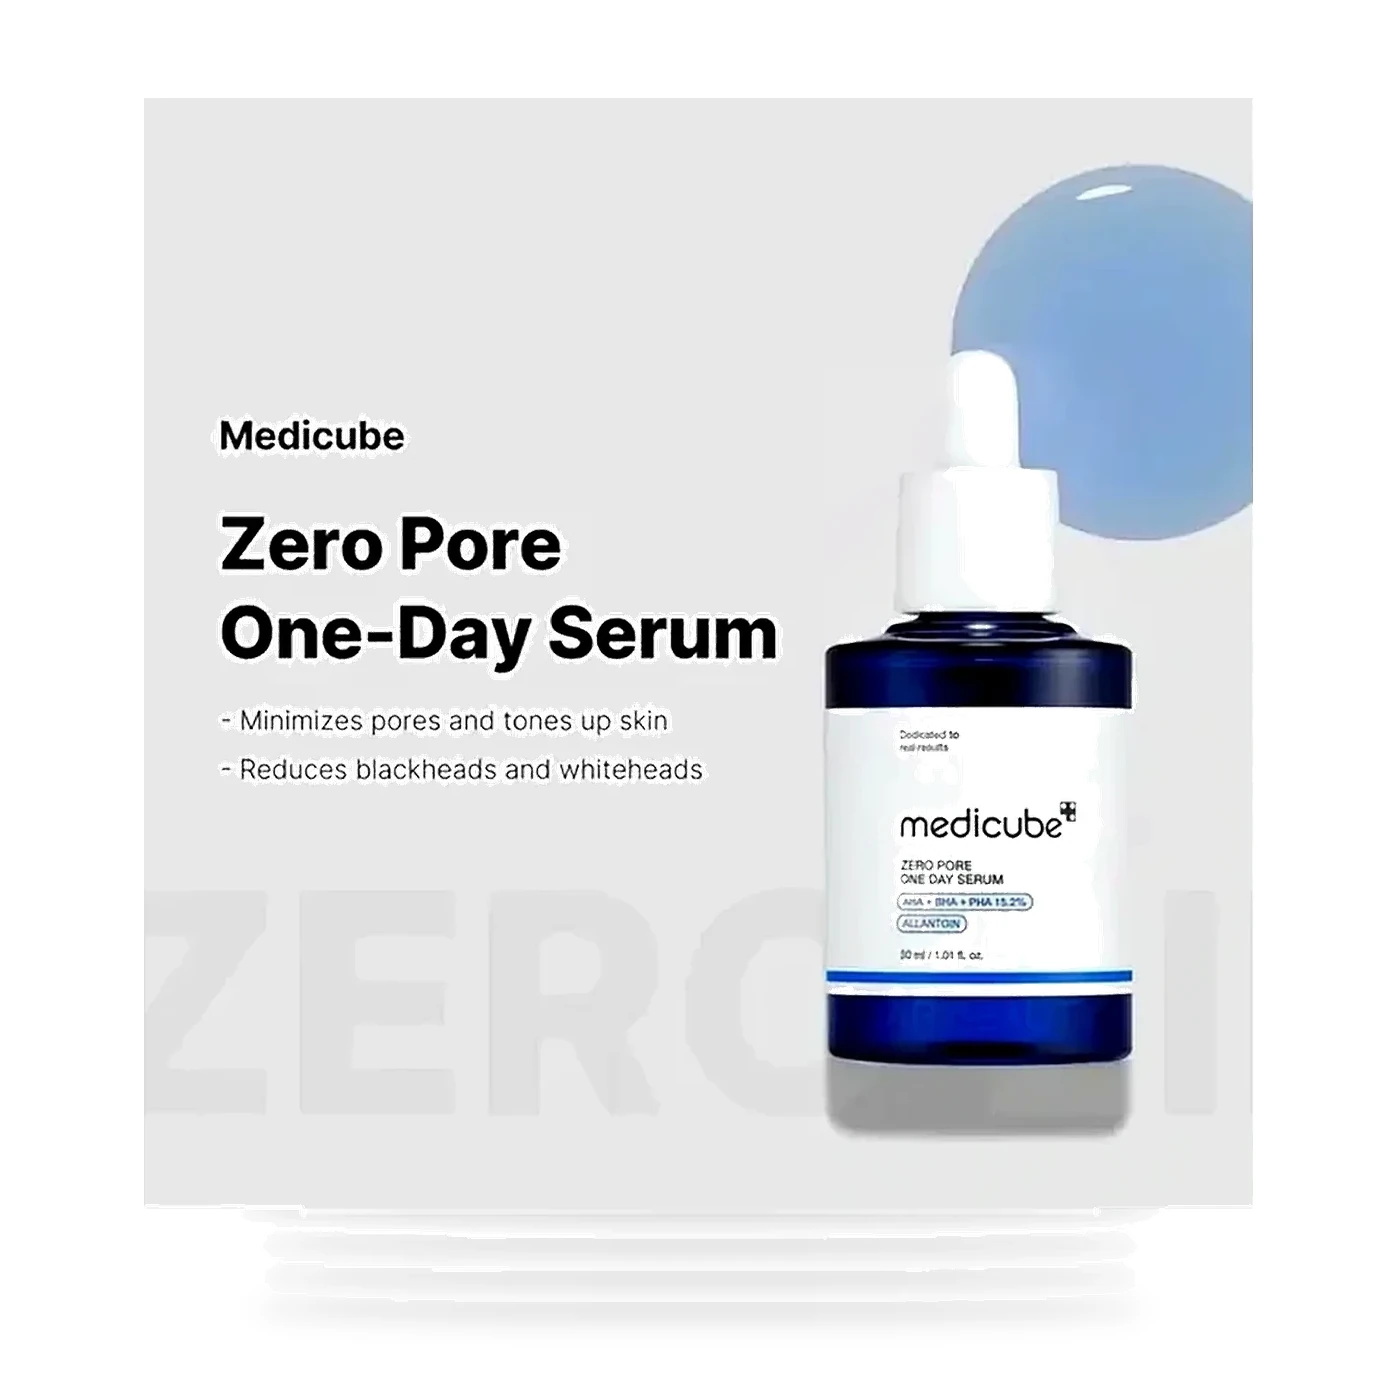 Medicube
Zero Pore
One-Day Serum
- Minimizes pores and tones up skin
- Reduces blackheads and whiteheads
Dedicated to
real results
medicube
ZERO PORE
ONE DAY SERUM
AHA + BHA + PHA 15.2%
ALLANTOIN
30 ml / 1.01 fl. oz.
ZERO